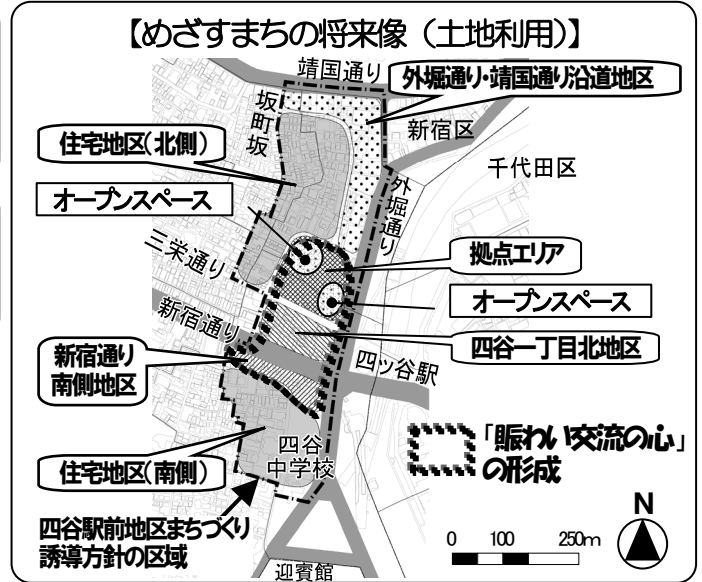 【めざすまちの将来像（土地利用）】
靖国通り
外堀通り・靖国通り沿道地区
坂町坂
新宿区
住宅地区（北側）
千代田区
オープンスペース
外堀通り
三栄通り
拠点エリア
オープンスペース
新宿通り
四谷一丁目北地区
新宿通り
南側地区
四ツ谷駅
「賑わい交流の心」
の形成
四谷
中学校
住宅地区（南側）
四谷駅前地区まちづくり
誘導方針の区域
N
0 100 250m
迎賓館